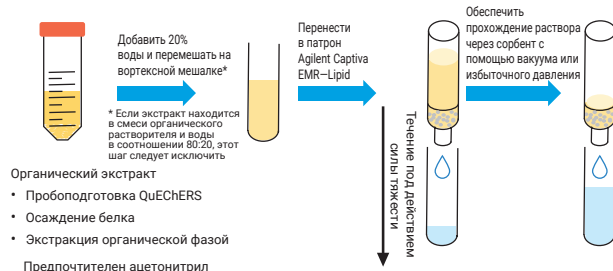 Добавить 20%
воды и перемешать на
вортексной мешалке*
* Если экстракт находится
в смеси органического
растворителя и воды
в соотношении 80:20, этот
шаг следует исключить
Перенести
в патрон
Agilent Captiva
EMR—Lipid
Обеспечить
прохождение раствора
через сорбент с
помощью вакуума или
избыточного давления
Течение под действием
силы тяжести
Органический экстракт
• Пробоподготовка QuEChERS
• Осаждение белка
• Экстракция органической фазой
Предпочтителен ацетонитрил